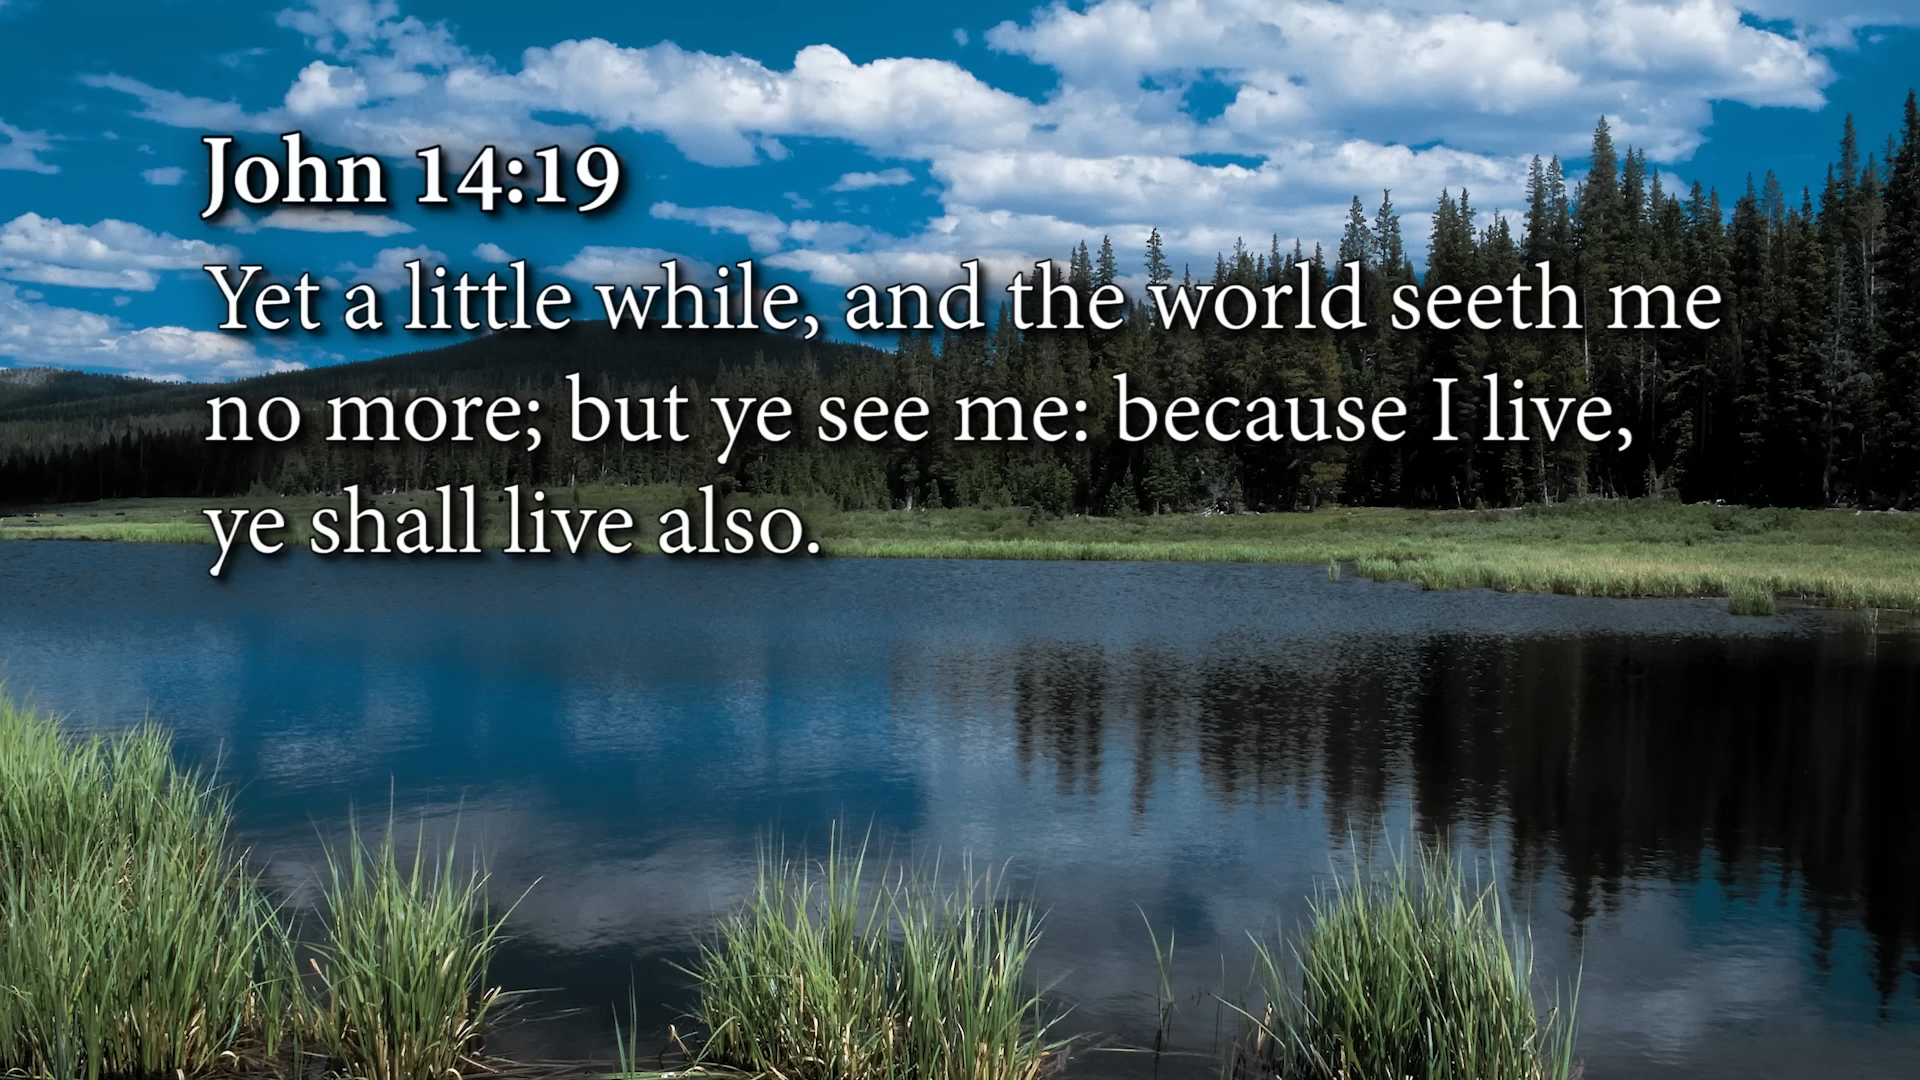 John 14:19
Yet a little while, and the world seeth me
no more; but ye see me: because I live,
ye shall live also.